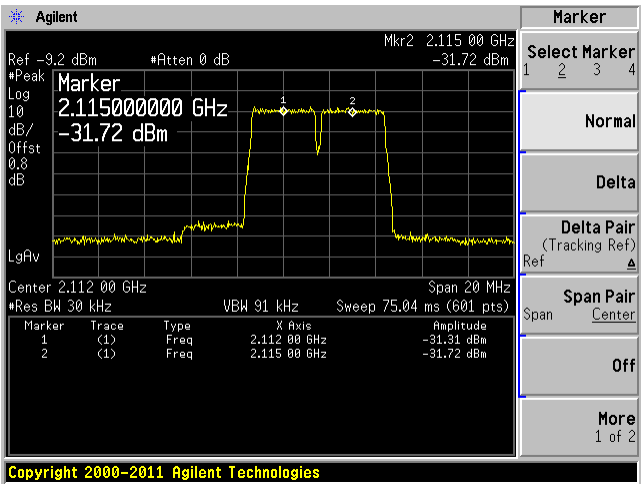 Agilent
Marker
Mkr2 2.115 00 GHz
Ref -9.2 dBm #Atten 0 dB -31.72 dBm
#Peak
Log
10
dB/
Offst
0.8
dB
LgAv
Marker
2.115000000 GHz
-31.72 dBm
1 2
Center 2.112 00 GHz Span 20 MHz
#Res BW 30 kHz VBW 91 kHz Sweep 75.04 ms (601 pts)
Marker Trace Type X Axis Amplitude
1 (1) Freq 2.112 00 GHz -31.31 dBm
2 (1) Freq 2.115 00 GHz -31.72 dBm
Select Marker
1 2 3 4
Normal
Delta
Delta Pair
(Tracking Ref)
Ref Δ
Span Pair
Span Center
Off
More
1 of 2
Copyright 2000-2011 Agilent Technologies